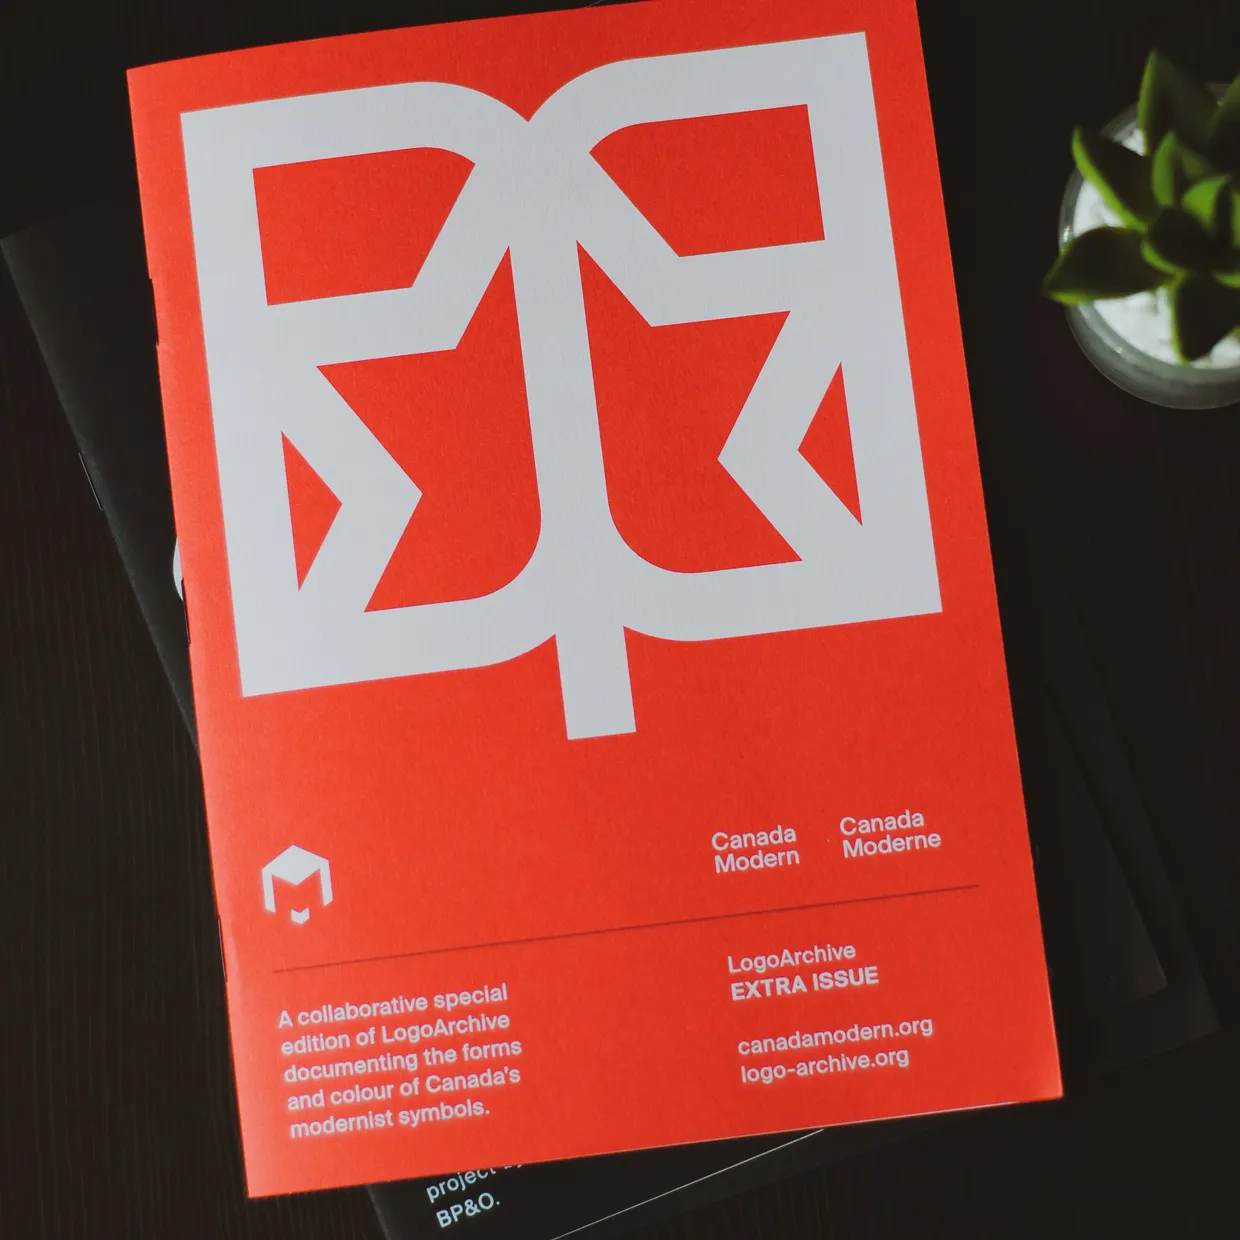 Canada
Modern
Canada
Moderne
LogoArchive
EXTRA ISSUE
canadamodern.org
logo-archive.org
A collaborative special
edition of LogoArchive
documenting the forms
and colour of Canada's
modernist symbols.
project
BP&O.